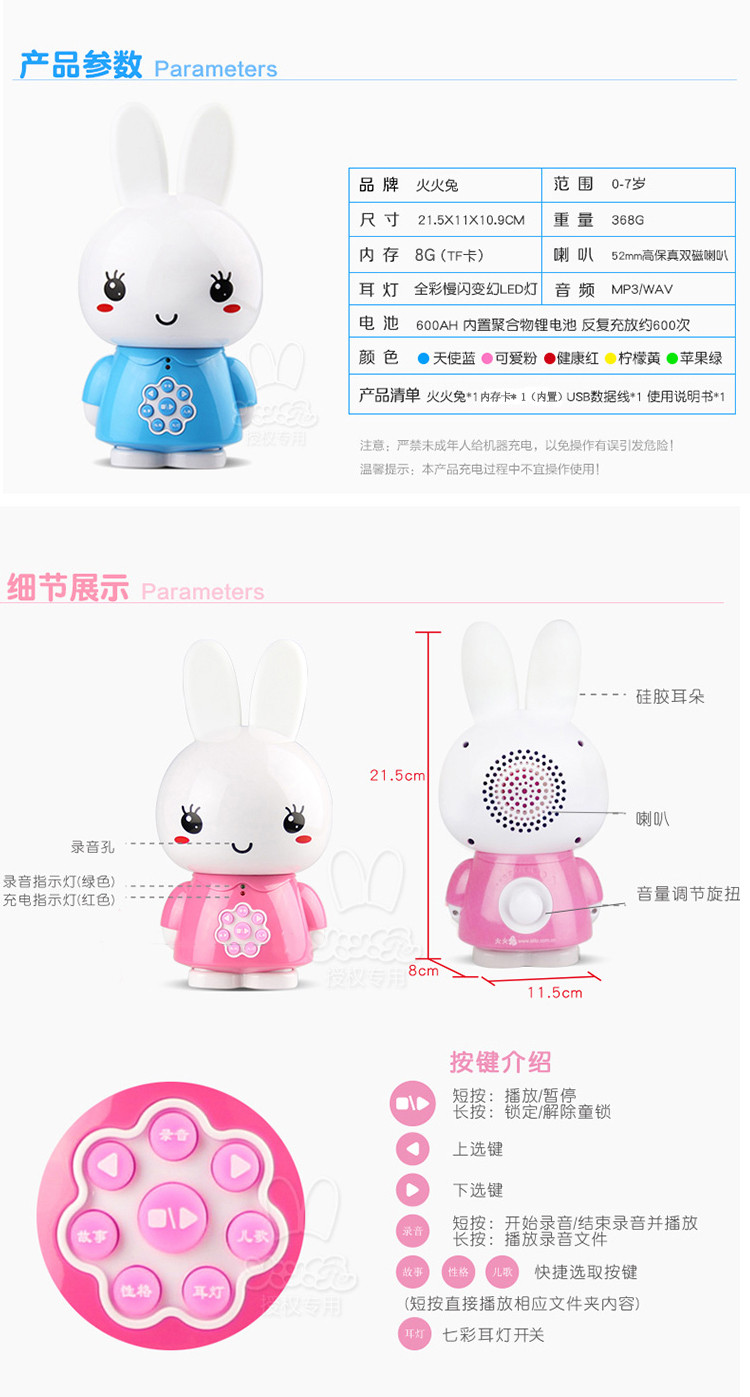 产品参数 Parameters
品牌 火火兔 范围 0-7岁
尺寸 21.5X11X10.9CM 重量 368G
内存 8G（TF卡） 喇叭 52mm高保真双磁喇叭
耳灯 全彩慢闪变幻LED灯 音频 MP3/WAV
电池 600AH 内置聚合物锂电池 反复充放约600次
颜色 天使蓝 可爱粉 健康红 柠檬黄 苹果绿
产品清单 火火兔*1内存卡* 1（内置）USB数据线*1 使用说明书*1
注意：严禁未成年人给机器充电，以免操作有误引发危险！
温馨提示：本产品充电过程中不宜操作使用！
授权专用
细节展示 Parameters
硅胶耳朵
21.5cm
喇叭
录音孔
录音指示灯(绿色)
充电指示灯(红色)
音量调节旋扭
授权专用
8cm
11.5cm
按键介绍
短按：播放/暂停
长按：锁定/解除童锁
上选键
下选键
录音 短按：开始录音/结束录音并播放
长按：播放录音文件
故事 性格 儿歌 快捷选取按键
(短按直接播放相应文件夹内容)
耳灯 七彩耳灯开关
录音
故事
儿歌
性格
耳灯
授权专用